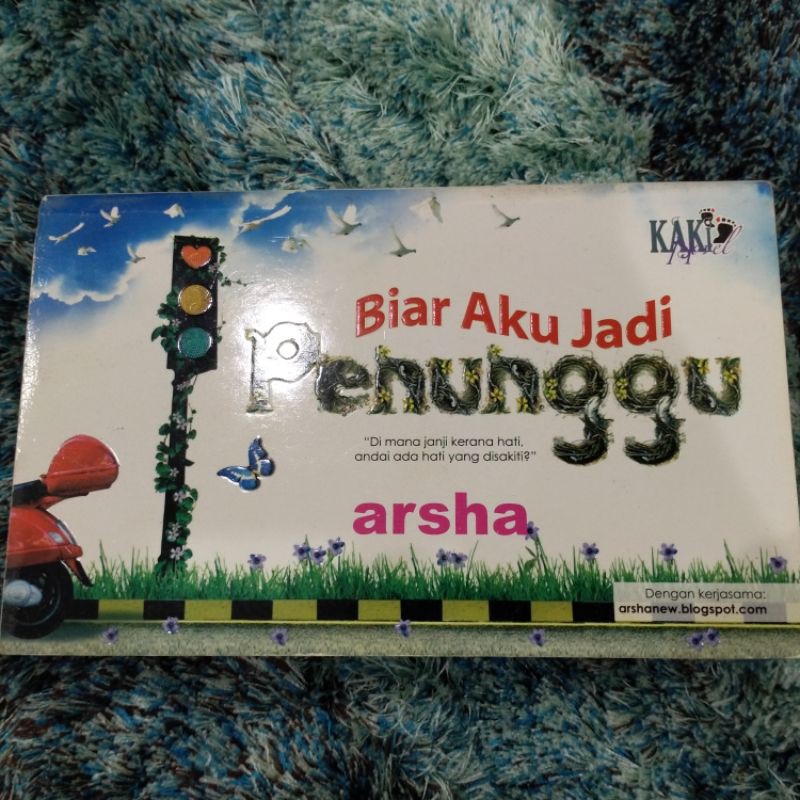 KAKi
Novel
Biar Aku Jadi
Penunggu
"Di mana janji kerana hati,
andai ada hati yang disakiti?"
arsha
Dengan kerjasama:
arshanew.blogspot.com